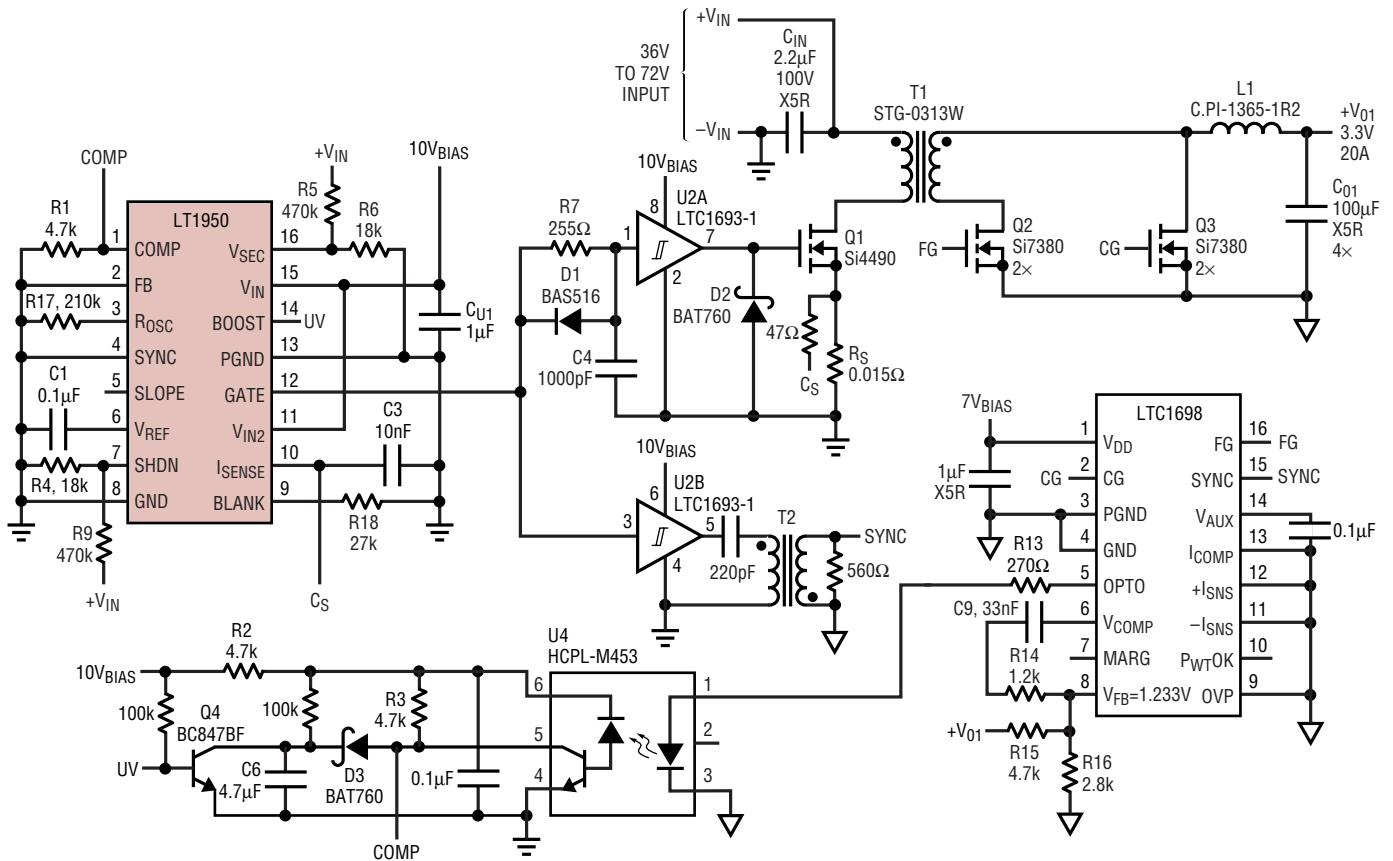 +VIN
36V
TO 72V
INPUT
CIN
2.2µF
100V
X5R
–VIN
T1
STG-0313W
L1
C.PI-1365-1R2
+V01
3.3V
20A
C01
100µF
X5R
4×
COMP
+VIN
10VBIAS
R1
4.7k
R5
470k
R6
18k
LT1950
1
COMP
VSEC
16
2
FB
VIN
15
R17, 210k
3
ROSC
BOOST
14
UV
4
SYNC
PGND
13
CU1
1µF
C1
0.1µF
5
SLOPE
GATE
12
6
VREF
VIN2
11
C3
10nF
7
SHDN
ISENSE
10
R4, 18k
8
GND
BLANK
9
R18
27k
R9
470k
+VIN
CS
10VBIAS
U2A
LTC1693-1
8
R7
255Ω
1
7
2
D1
BAS516
C4
1000pF
D2
BAT760
Q1
Si4490
47Ω
CS
RS
0.015Ω
FG
Q2
Si7380
2×
CG
Q3
Si7380
2×
10VBIAS
U2B
LTC1693-1
6
3
5
4
220pF
T2
SYNC
560Ω
7VBIAS
1µF
X5R
LTC1698
1
VDD
FG
16
FG
CG
2
CG
SYNC
15
SYNC
3
PGND
VAUX
14
0.1µF
4
GND
ICOMP
13
R13
270Ω
5
OPTO
+ISNS
12
C9, 33nF
6
VCOMP
–ISNS
11
7
MARG
PWTOK
10
R14
1.2k
8
VFB=1.233V
OVP
9
+V01
R15
4.7k
R16
2.8k
10VBIAS
R2
4.7k
100k
Q4
BC847BF
UV
100k
C6
4.7µF
D3
BAT760
R3
4.7k
COMP
0.1µF
U4
HCPL-M453
6
5
4
1
2
3